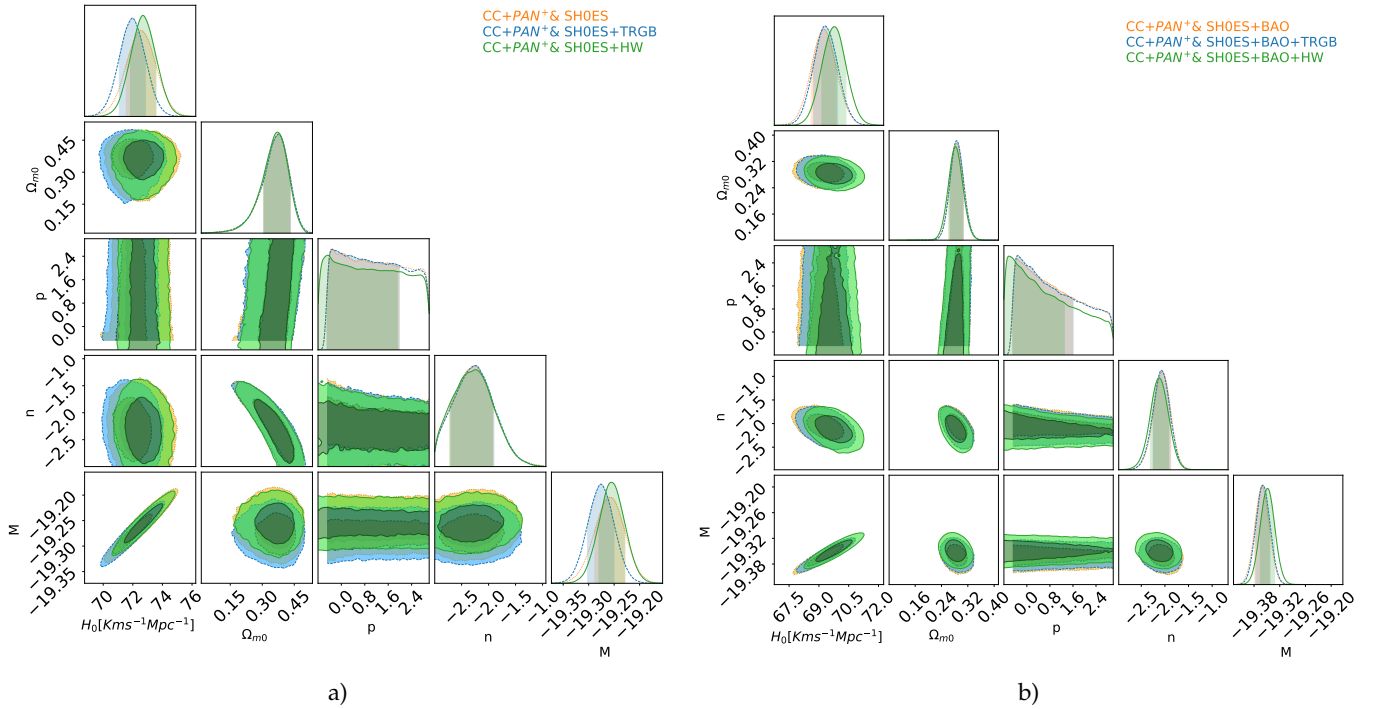 CC+PAN⁺& SH0ES
CC+PAN⁺& SH0ES+TRGB
CC+PAN⁺& SH0ES+HW
Ωm0
0.45
0.30
0.15
p
2.4
1.6
0.8
0.0
n
−1.0
−1.5
−2.0
−2.5
M
−19.20
−19.25
−19.30
−19.35
70 72 74 76
0.15 0.30 0.45
0.0 0.8 1.6 2.4
−2.5 −2.0 −1.5 −1.0
−19.35 −19.30 −19.25 −19.20
H₀[Kms⁻¹Mpc⁻¹] Ωm0 p n M
a)
CC+PAN⁺& SH0ES+BAO
CC+PAN⁺& SH0ES+BAO+TRGB
CC+PAN⁺& SH0ES+BAO+HW
Ωm0
0.40
0.32
0.24
0.16
p
2.4
1.6
0.8
0.0
n
−1.0
−1.5
−2.0
−2.5
M
−19.20
−19.26
−19.32
−19.38
67.5 69.0 70.5 72.0
0.16 0.24 0.32 0.40
0.0 0.8 1.6 2.4
−2.5 −2.0 −1.5 −1.0
−19.38 −19.32 −19.26 −19.20
H₀[Kms⁻¹Mpc⁻¹] Ωm0 p n M
b)